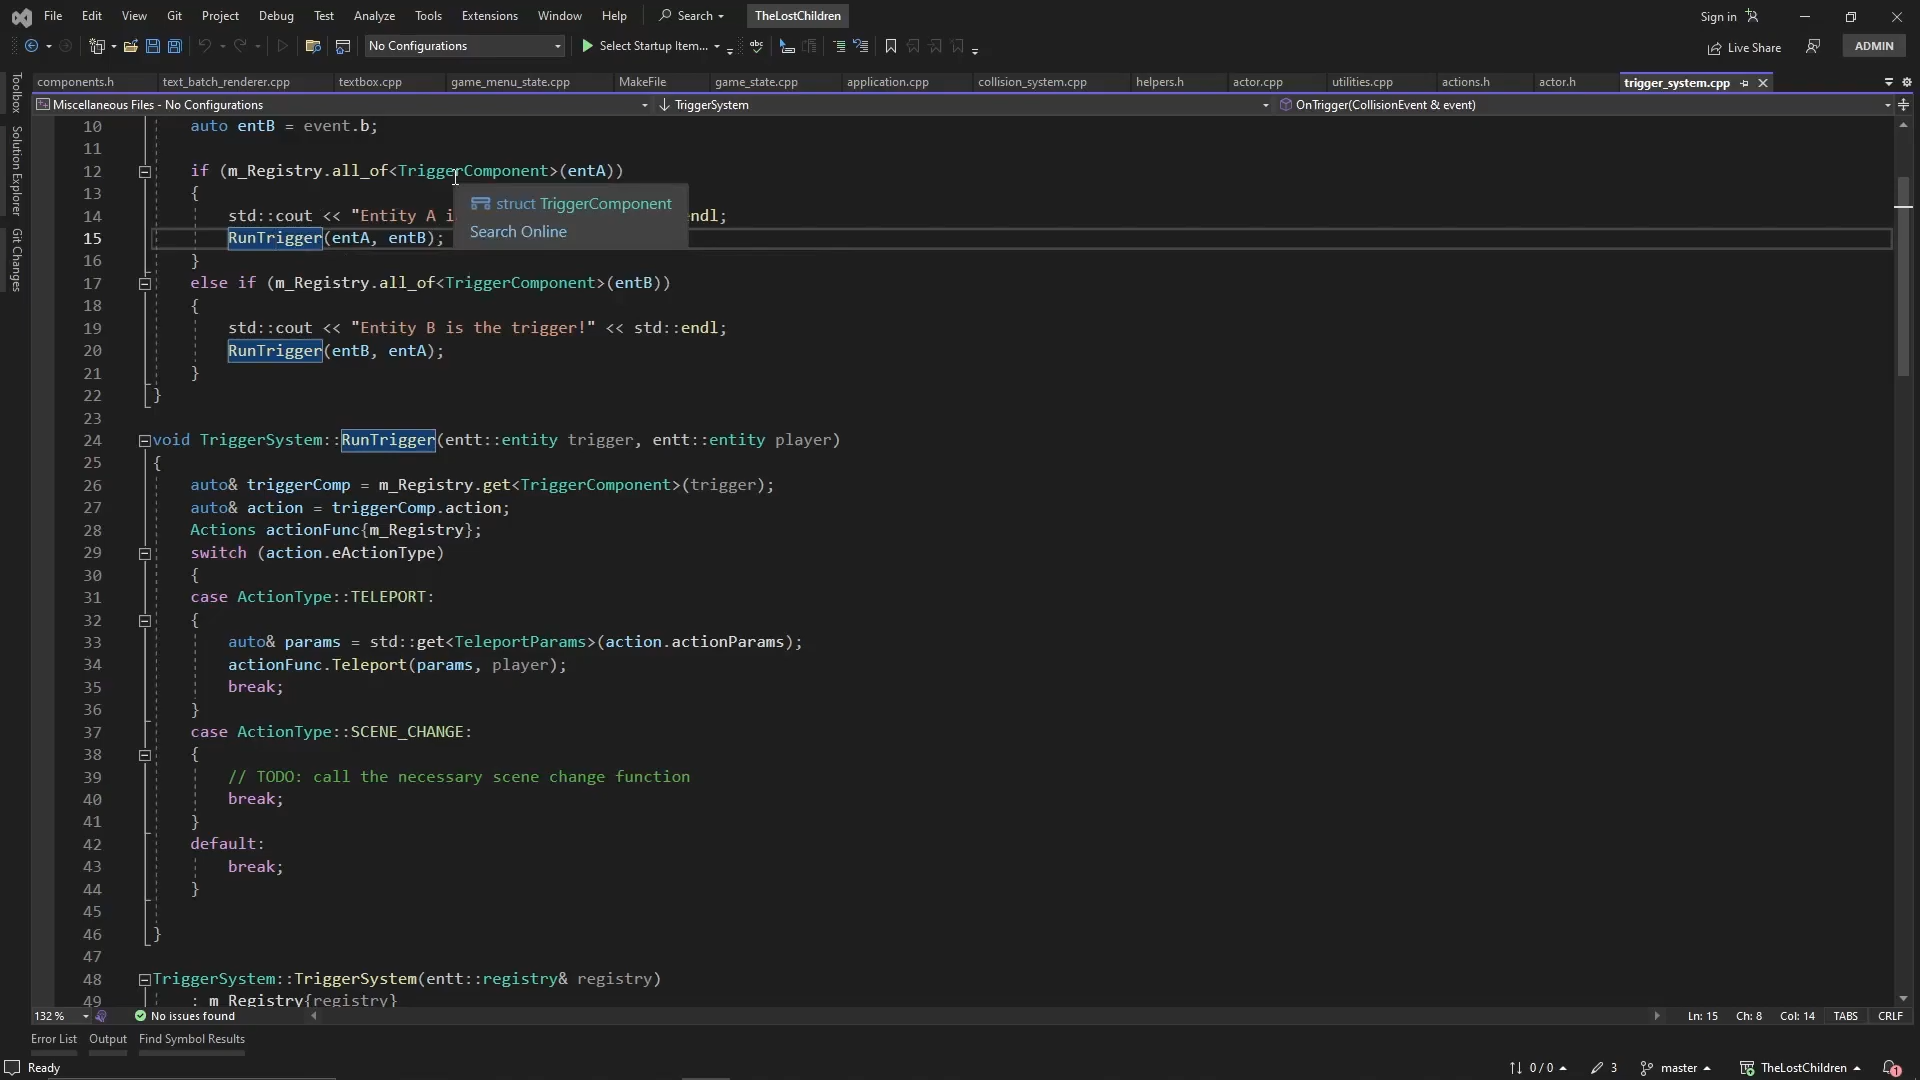 File Edit View Git Project Debug Test Analyze Tools Extensions Window Help Search TheLostChildren Sign in
No Configurations Select Startup Item... abc Live Share ADMIN
components.h text_batch_renderer.cpp textbox.cpp game_menu_state.cpp MakeFile game_state.cpp application.cpp collision_system.cpp helpers.h actor.cpp utilities.cpp actions.h actor.h trigger_system.cpp
Miscellaneous Files - No Configurations TriggerSystem OnTrigger(CollisionEvent & event)
Toolbox
Solution Explorer
Git Changes
10 auto entB = event.b;
11
12 if (m_Registry.all_of<TriggerComponent>(entA))
13 {
struct TriggerComponent
14 std::cout << "Entity A i ndl;
Search Online
15 RunTrigger(entA, entB);
16 }
17 else if (m_Registry.all_of<TriggerComponent>(entB))
18 {
19 std::cout << "Entity B is the trigger!" << std::endl;
20 RunTrigger(entB, entA);
21 }
22 }
23
24 void TriggerSystem::RunTrigger(entt::entity trigger, entt::entity player)
25 {
26 auto& triggerComp = m_Registry.get<TriggerComponent>(trigger);
27 auto& action = triggerComp.action;
28 Actions actionFunc{m_Registry};
29 switch (action.eActionType)
30 {
31 case ActionType::TELEPORT:
32 {
33 auto& params = std::get<TeleportParams>(action.actionParams);
34 actionFunc.Teleport(params, player);
35 break;
36 }
37 case ActionType::SCENE_CHANGE:
38 {
39 // TODO: call the necessary scene change function
40 break;
41 }
42 default:
43 break;
44 }
45
46 }
47
48 TriggerSystem::TriggerSystem(entt::registry& registry)
49 : m_Registry{registry}
132 % No issues found Ln: 15 Ch: 8 Col: 14 TABS CRLF
Error List Output Find Symbol Results
Ready 0 / 0 3 master TheLostChildren 1